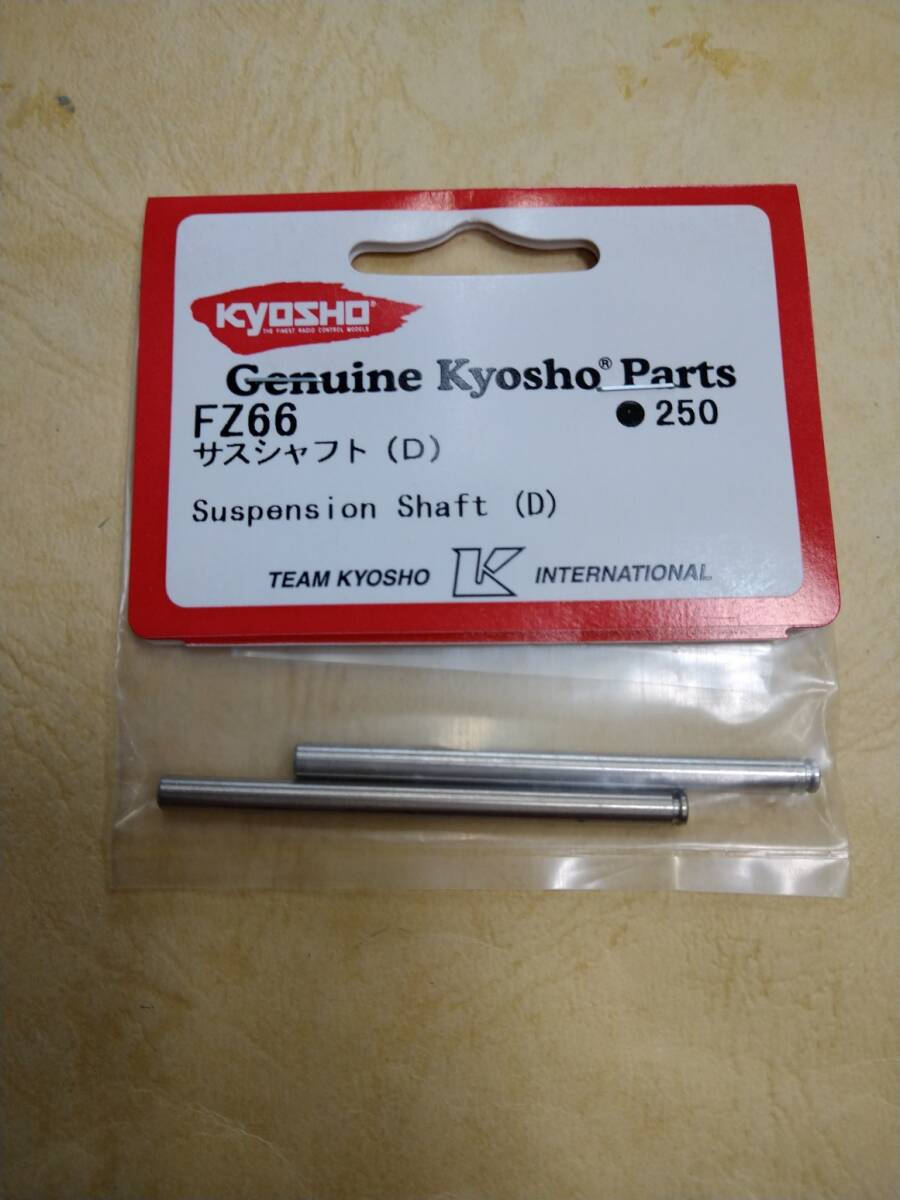 KYOSHO®
THE FINEST RADIO CONTROL MODELS
Genuine Kyosho® Parts
FZ66 ●250
サスシャフト(D)
Suspension Shaft (D)
TEAM KYOSHO K INTERNATIONAL